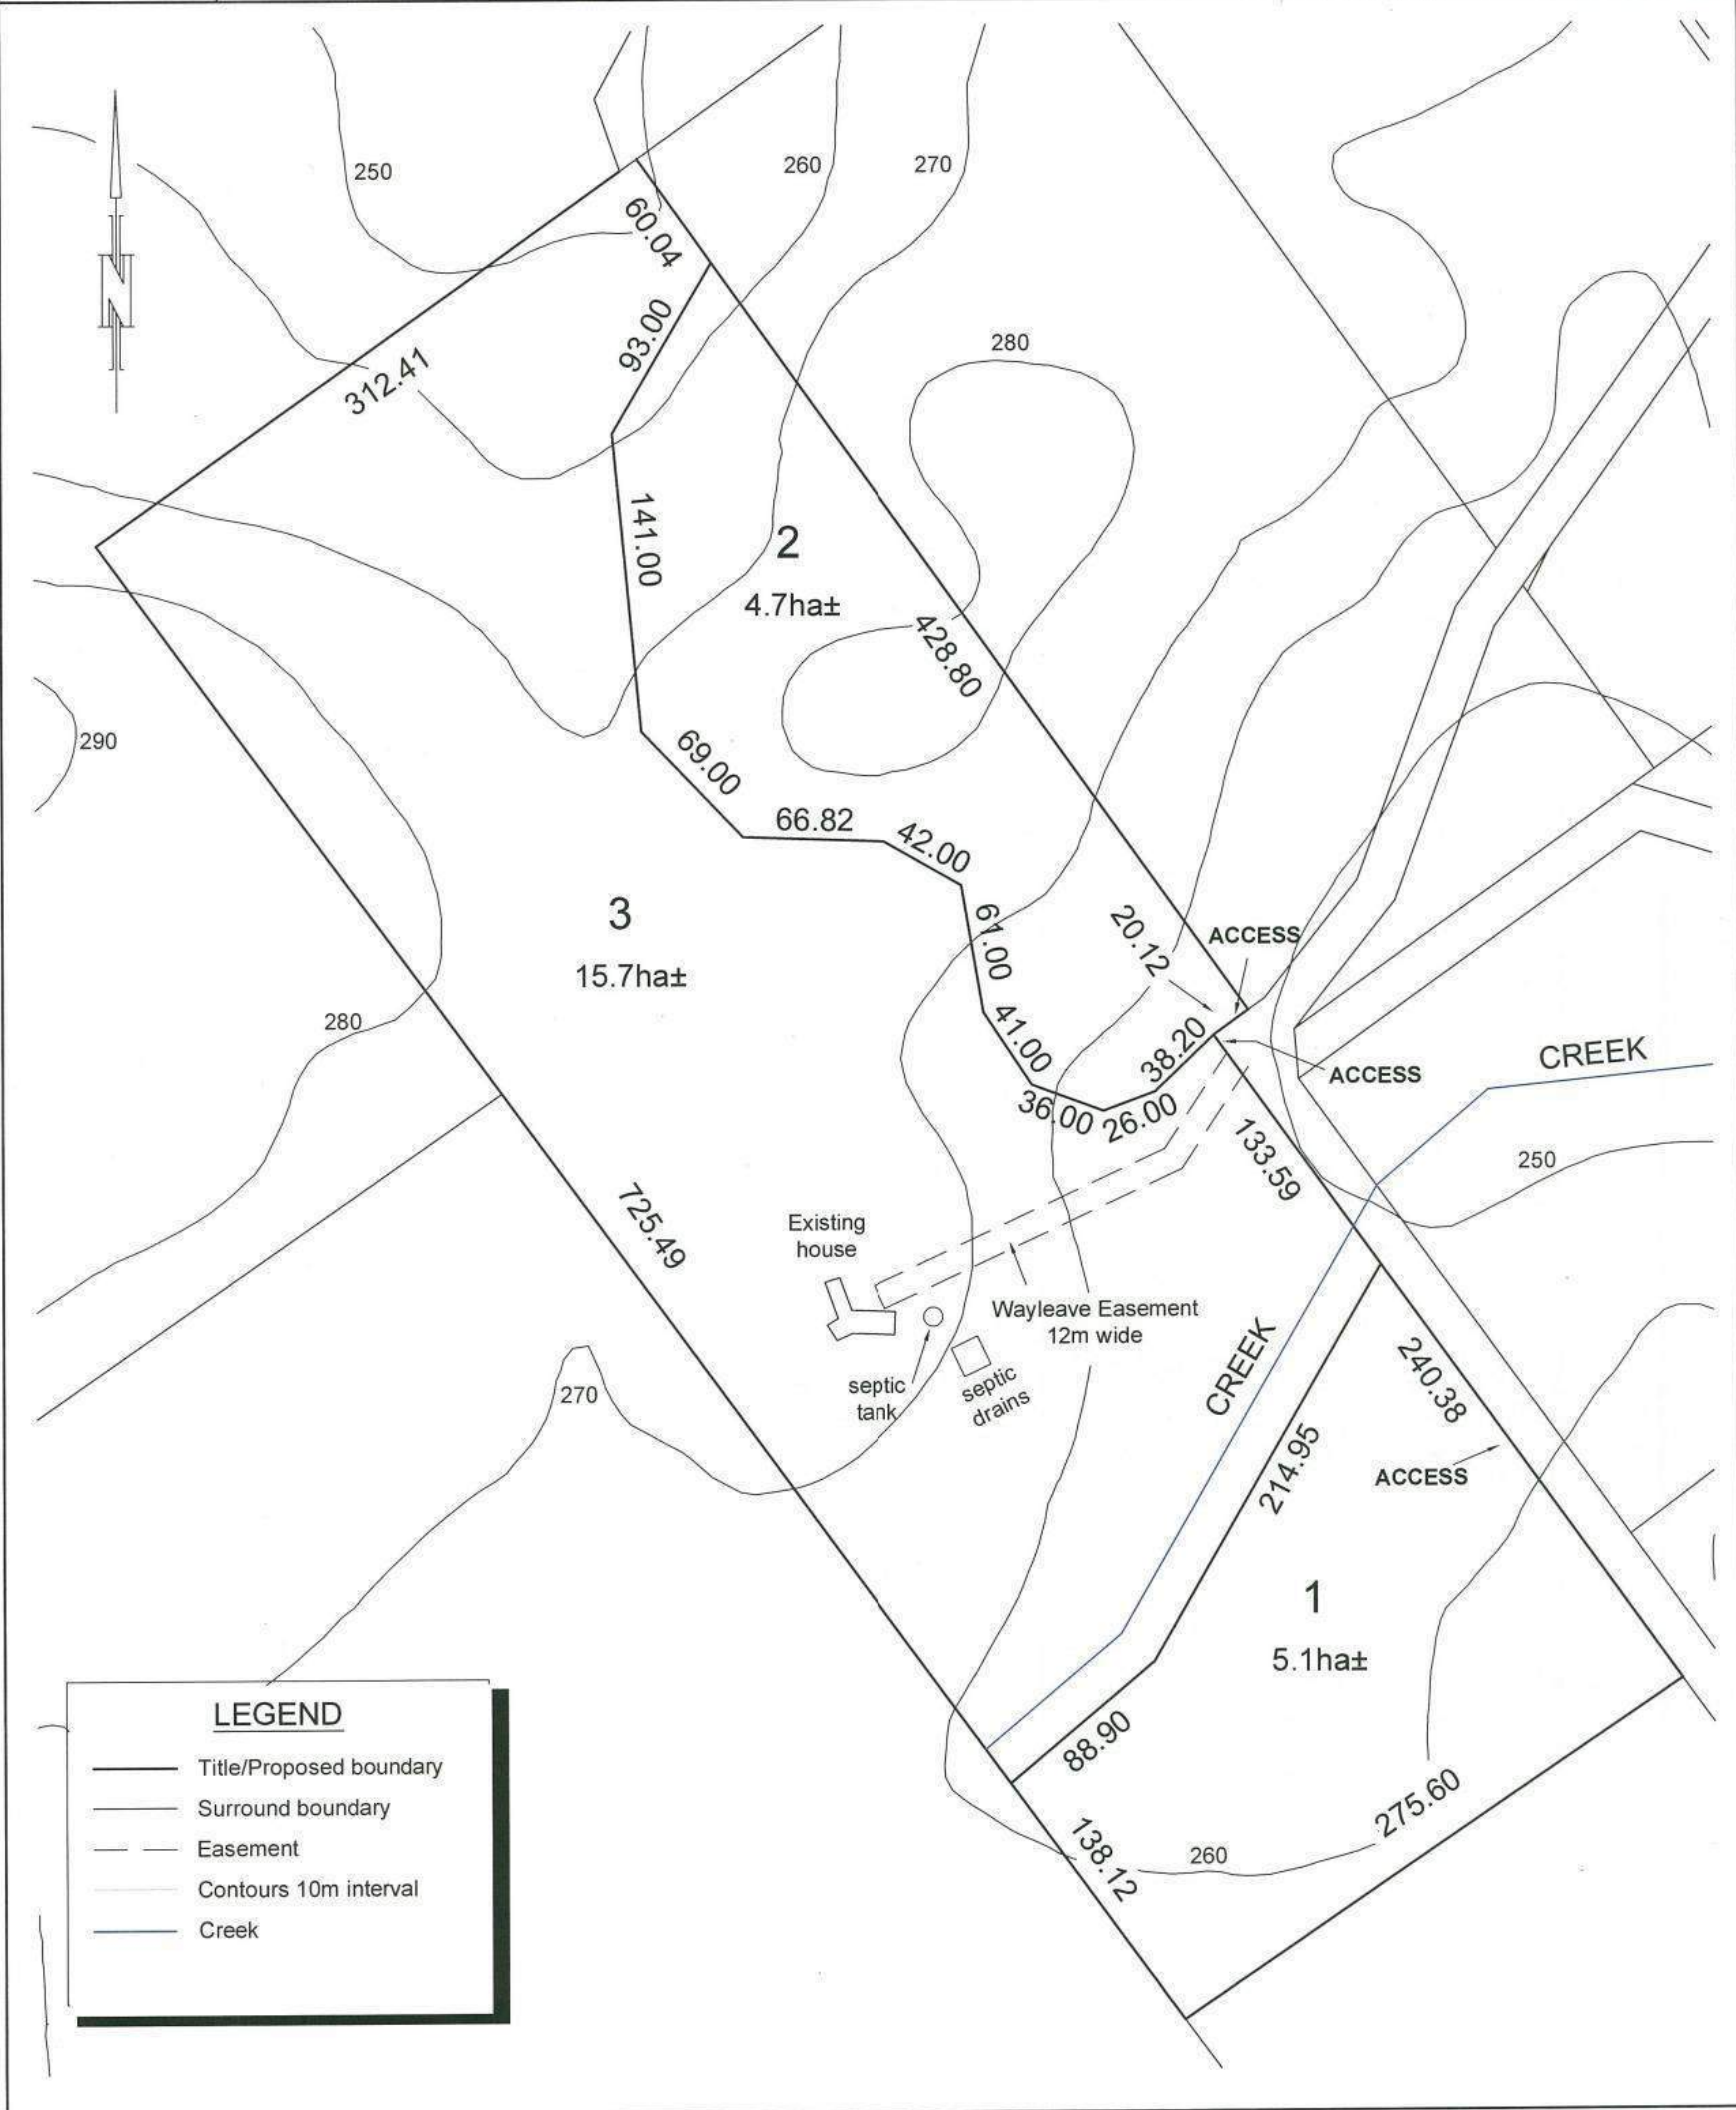 250
260
270
N
60.04
93.00
280
312.41
141.00
2
4.7ha±
428.80
290
69.00
66.82
42.00
3
15.7ha±
61.00
20.12
ACCESS
280
41.00
38.20
CREEK
ACCESS
36.00
26.00
133.59
250
725.49
Existing
house
Wayleave Easement
12m wide
CREEK
240.38
270
septic
tank
septic
drains
214.95
ACCESS
1
5.1ha±
LEGEND
Title/Proposed boundary
Surround boundary
Easement
Contours 10m interval
Creek
88.90
275.60
138.12
260